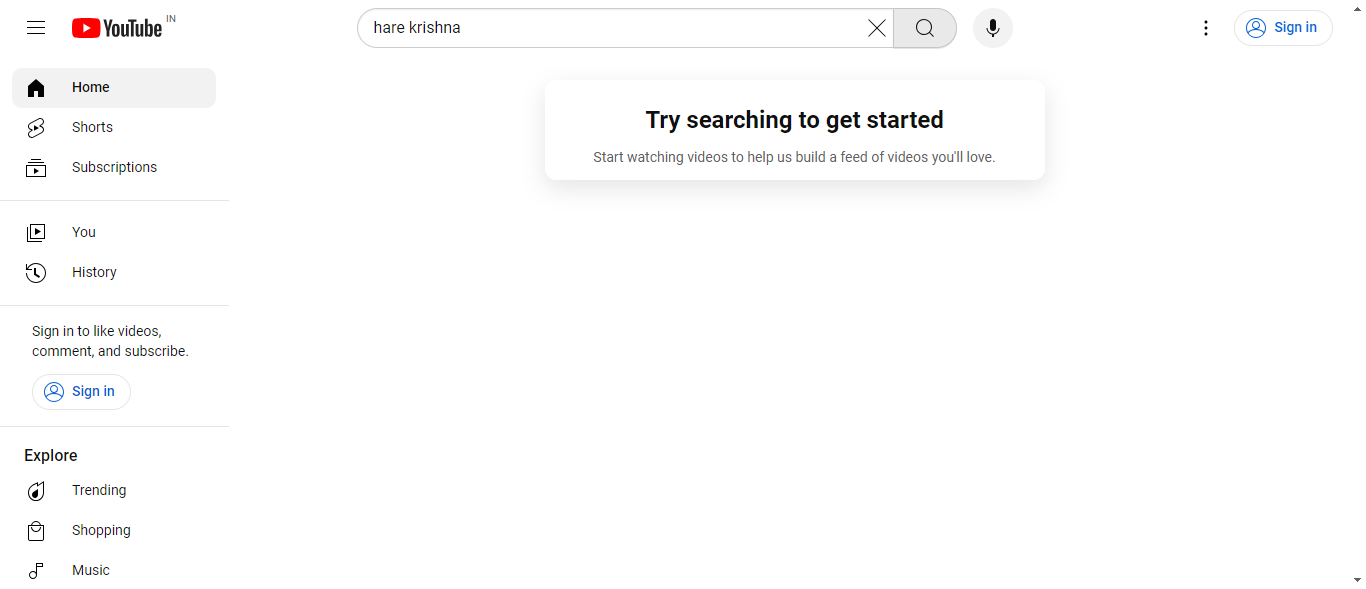 YouTube IN
hare krishna
Sign in
Home
Shorts
Subscriptions
You
History
Sign in to like videos,
comment, and subscribe.
Sign in
Explore
Trending
Shopping
Music
Try searching to get started
Start watching videos to help us build a feed of videos you'll love.